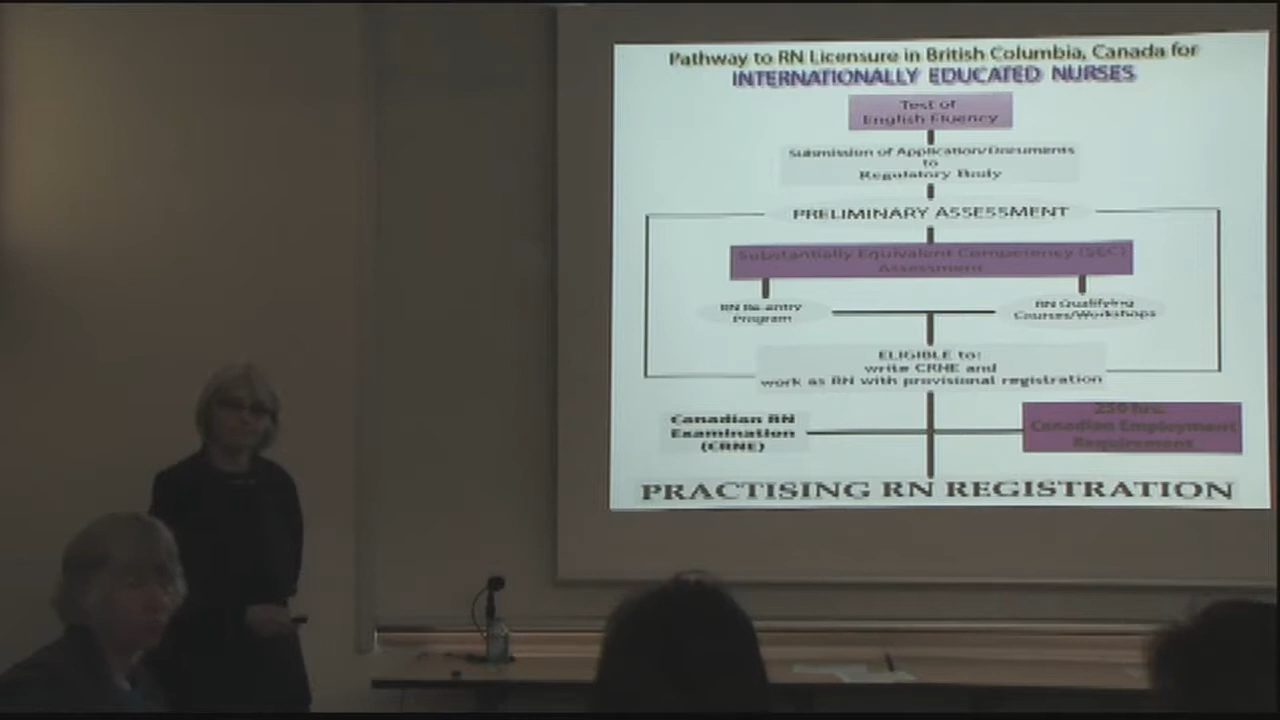 Pathway to RN Licensure in British Columbia, Canada for
INTERNATIONALLY EDUCATED NURSES
Test of
English Fluency
Submission of Application/Documents
to
Regulatory Body
PRELIMINARY ASSESSMENT
Substantially Equivalent Competency (SEC)
Assessment
RN Re-entry
Program
RN Qualifying
Courses/Workshops
ELIGIBLE to:
write CRNE and
work as RN with provisional registration
Canadian RN
Examination
(CRNE)
250 hrs.
Canadian Employment
Requirement
PRACTISING RN REGISTRATION